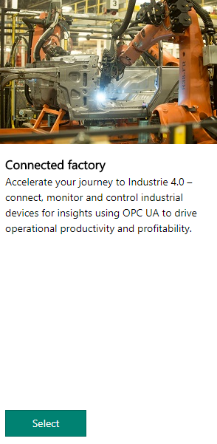 Connected factory
Accelerate your journey to Industrie 4.0 –
connect, monitor and control industrial
devices for insights using OPC UA to drive
operational productivity and profitability.
Select